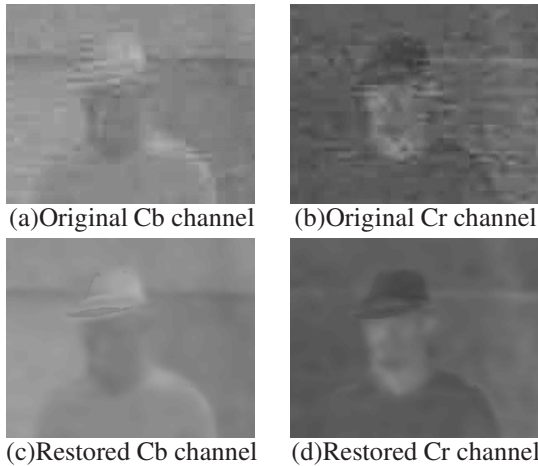 (a)Original Cb channel
(b)Original Cr channel
(c)Restored Cb channel
(d)Restored Cr channel